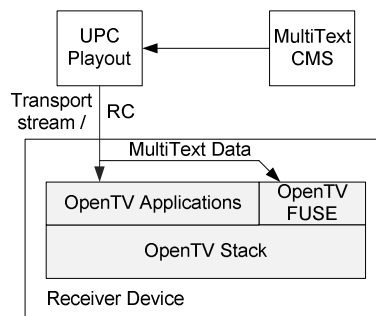 UPC
Playout
MultiText
CMS
Transport
stream /
RC
MultiText Data
OpenTV Applications
OpenTV
FUSE
OpenTV Stack
Receiver Device